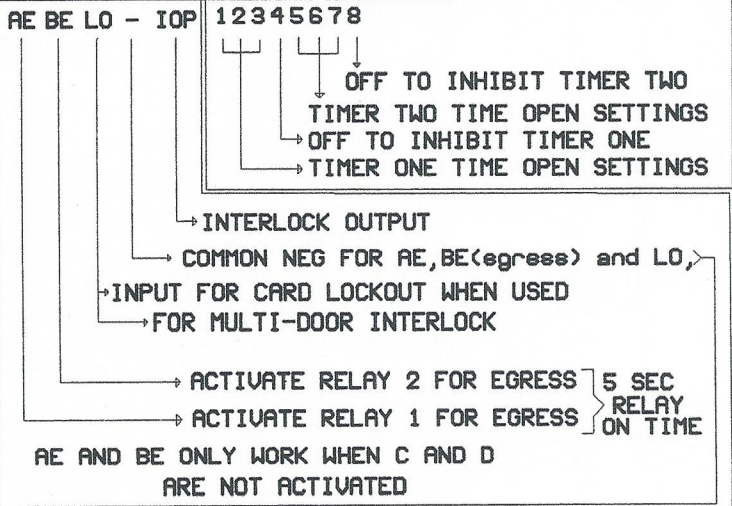 AE BE LO - IOP 12345678
OFF TO INHIBIT TIMER TWO
TIMER TWO TIME OPEN SETTINGS
OFF TO INHIBIT TIMER ONE
TIMER ONE TIME OPEN SETTINGS
INTERLOCK OUTPUT
COMMON NEG FOR AE,BE(egress) and LO,
INPUT FOR CARD LOCKOUT WHEN USED
FOR MULTI-DOOR INTERLOCK
ACTIVATE RELAY 2 FOR EGRESS
ACTIVATE RELAY 1 FOR EGRESS
5 SEC
RELAY
ON TIME
AE AND BE ONLY WORK WHEN C AND D
ARE NOT ACTIVATED